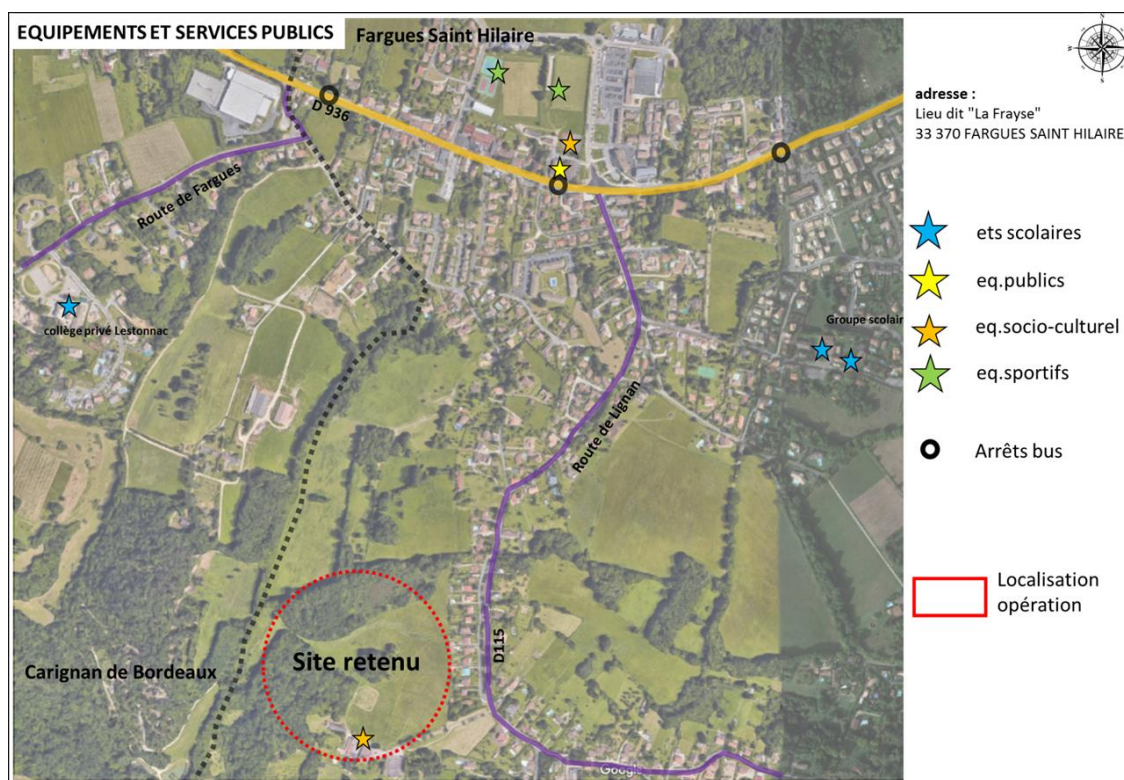 EQUIPEMENTS ET SERVICES PUBLICS
Fargues Saint Hilaire
N
E
S
W
adresse :
Lieu dit "La Frayse"
33 370 FARGUES SAINT HILAIRE
D 936
Route de Fargues
collège privé Lestonnac
Groupe scolair
Route de Lignan
D115
Carignan de Bordeaux
Site retenu
Google
ets scolaires
eq.publics
eq.socio-culturel
eq.sportifs
Arrêts bus
Localisation
opération